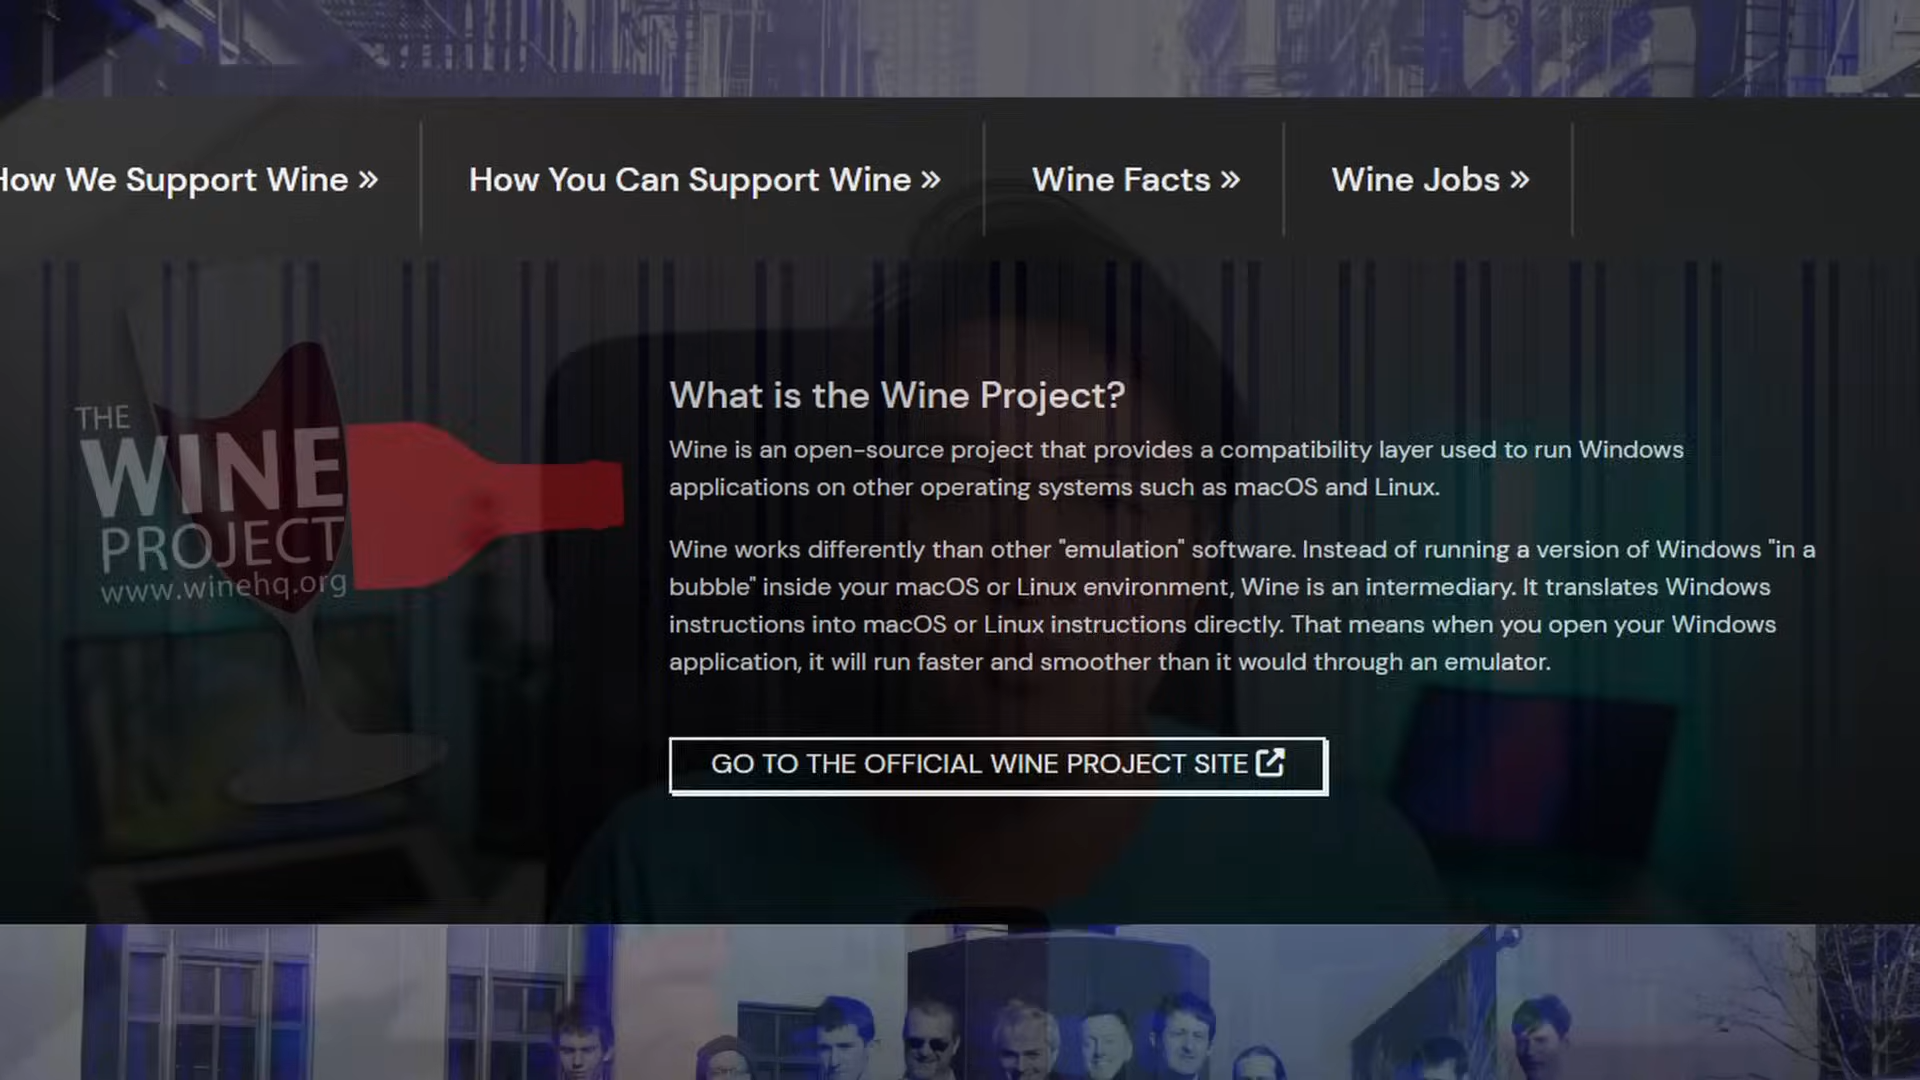 How We Support Wine »
How You Can Support Wine »
Wine Facts »
Wine Jobs »
THE
WINE
PROJECT
www.winehq.org
What is the Wine Project?
Wine is an open-source project that provides a compatibility layer used to run Windows
applications on other operating systems such as macOS and Linux.
Wine works differently than other "emulation" software. Instead of running a version of Windows "in a
bubble" inside your macOS or Linux environment, Wine is an intermediary. It translates Windows
instructions into macOS or Linux instructions directly. That means when you open your Windows
application, it will run faster and smoother than it would through an emulator.
GO TO THE OFFICIAL WINE PROJECT SITE